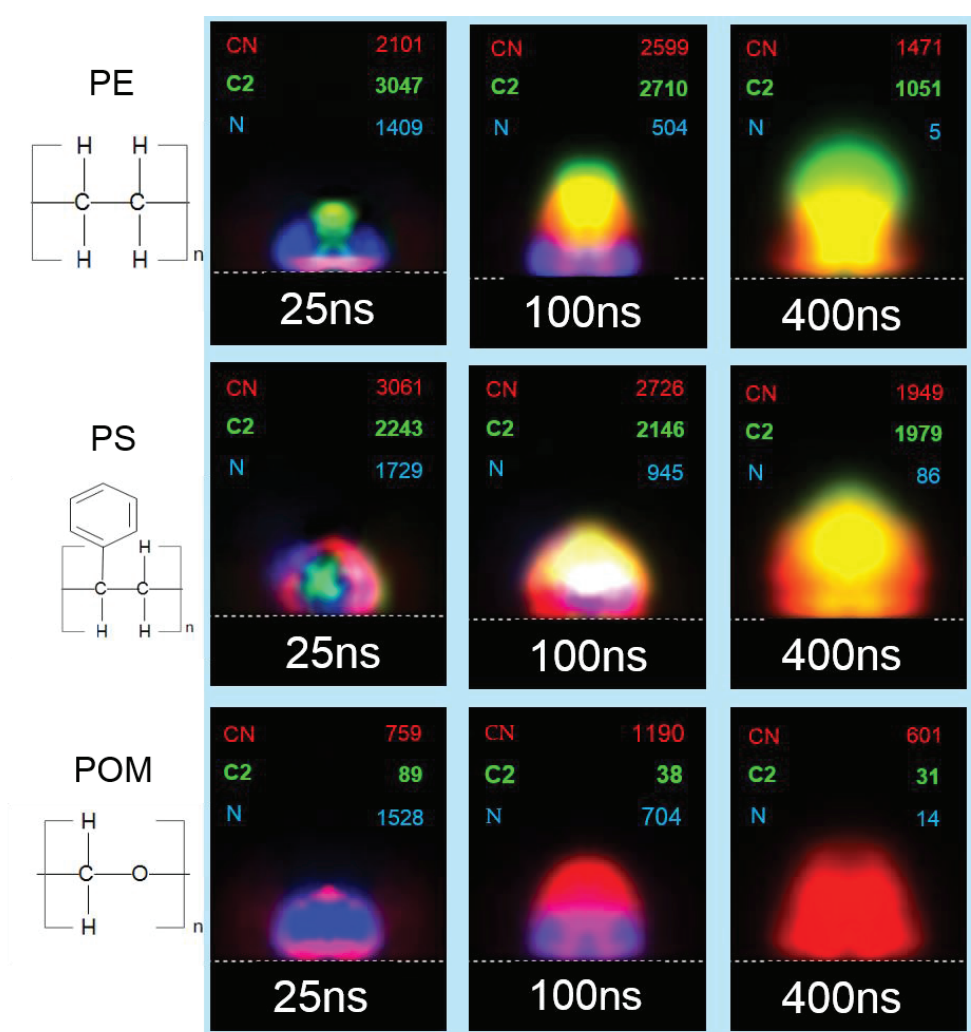 PE
H H
C C
H H
n
CN 2101
C2 3047
N 1409
25ns
CN 2599
C2 2710
N 504
100ns
CN 1471
C2 1051
N 5
400ns
PS
H
C C
H H
n
CN 3061
C2 2243
N 1729
25ns
CN 2726
C2 2146
N 945
100ns
CN 1949
C2 1979
N 86
400ns
POM
H
C O
H
n
CN 759
C2 89
N 1528
25ns
CN 1190
C2 38
N 704
100ns
CN 601
C2 31
N 14
400ns